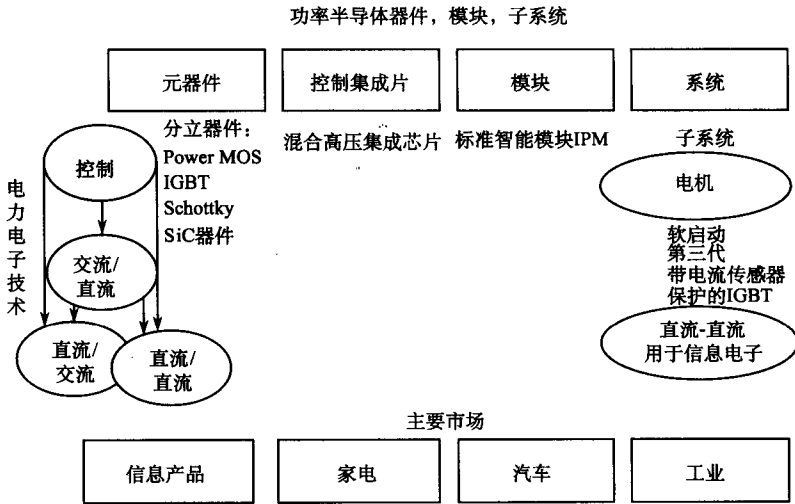 功率半导体器件，模块，子系统
元器件
控制集成片
模块
系统
分立器件：
Power MOS
IGBT
Schottky
SiC器件
混合高压集成芯片
标准智能模块IPM
子系统
电力电子技术
控制
交流/
直流
直流/
交流
直流/
直流
电机
软启动
第三代
带电流传感器
保护的IGBT
直流-直流
用于信息电子
主要市场
信息产品
家电
汽车
工业